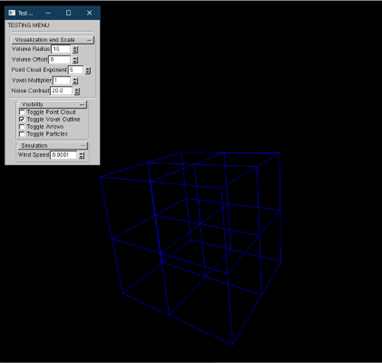 Test ...
TESTING MENU
Visualization and Scale
Volume Radius 10
Volume Offset 0
Point Cloud Exponent 5
Voxel Multiplier 1
Noise Contrast 20.0
Visibility
Toggle Point Cloud
Toggle Voxel Outline
Toggle Arrows
Toggle Particles
Simulation
Wind Speed 0.0001